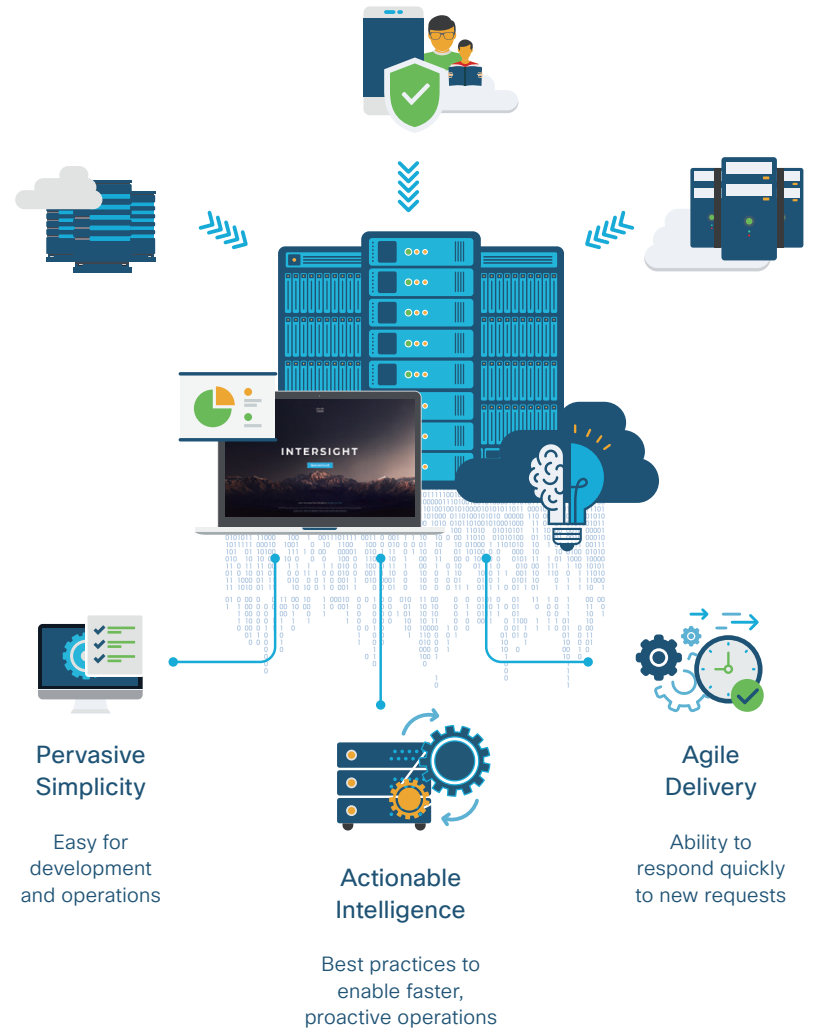 INTERSIGHT
Pervasive
Simplicity
Easy for
development
and operations
Actionable
Intelligence
Best practices to
enable faster,
proactive operations
Agile
Delivery
Ability to
respond quickly
to new requests